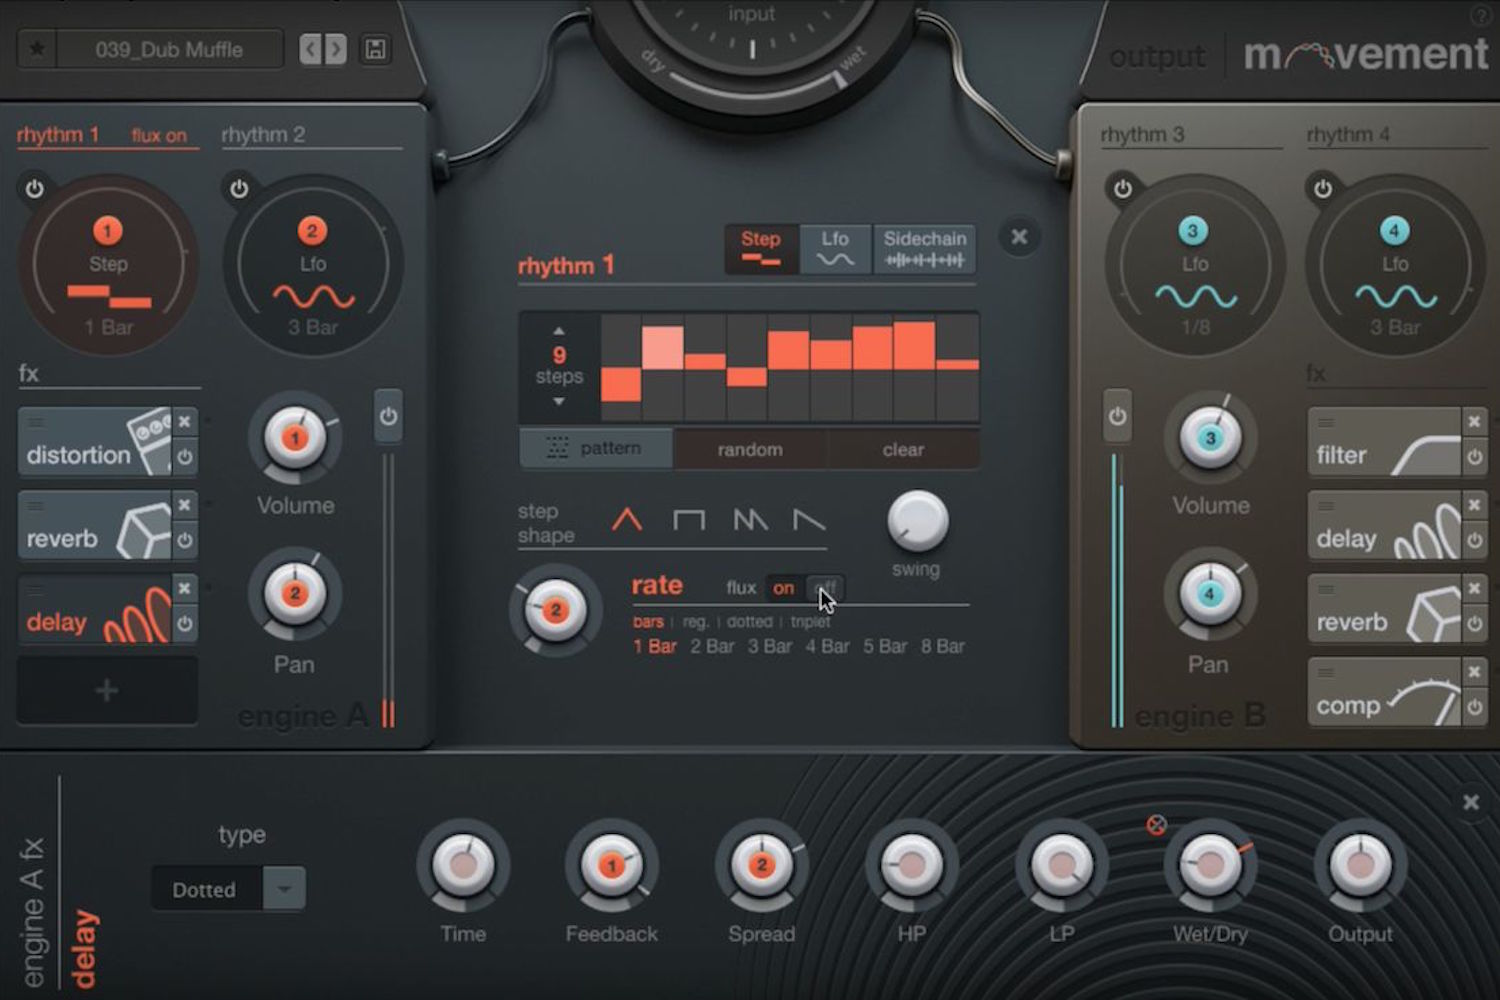 input
dry
wet
039_Dub Muffle
output
movement
?
rhythm 1
flux on
rhythm 2
1
Step
1 Bar
2
Lfo
3 Bar
fx
distortion
reverb
delay
+
1
Volume
2
Pan
engine A
rhythm 1
Step
Lfo
Sidechain
9
steps
pattern
random
clear
step
shape
swing
2
rate
flux
on
off
bars | reg. | dotted | triplet
1 Bar 2 Bar 3 Bar 4 Bar 5 Bar 8 Bar
rhythm 3
rhythm 4
3
Lfo
1/8
4
Lfo
3 Bar
3
Volume
4
Pan
engine B
fx
filter
delay
reverb
comp
engine A fx
delay
type
Dotted
Time
1
Feedback
2
Spread
HP
LP
Wet/Dry
Output